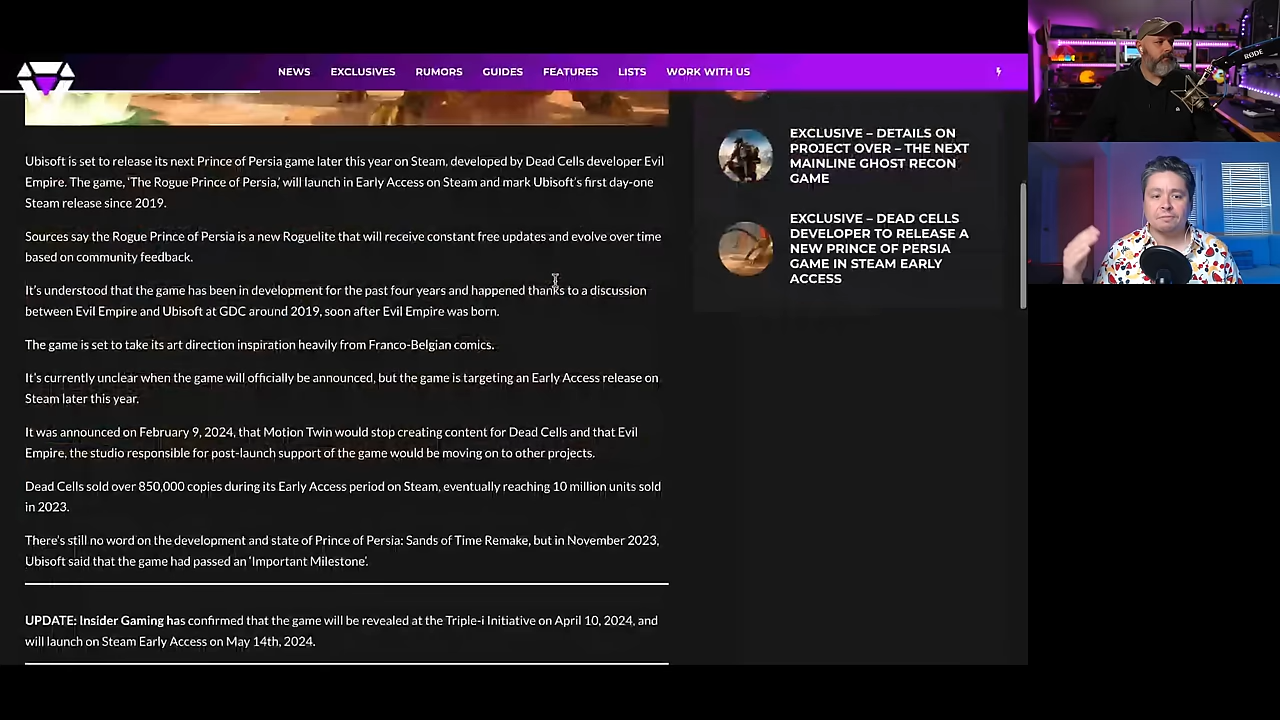 NEWS EXCLUSIVES RUMORS GUIDES FEATURES LISTS WORK WITH US
Ubisoft is set to release its next Prince of Persia game later this year on Steam, developed by Dead Cells developer Evil
Empire. The game, 'The Rogue Prince of Persia,' will launch in Early Access on Steam and mark Ubisoft's first day-one
Steam release since 2019.
Sources say the Rogue Prince of Persia is a new Roguelite that will receive constant free updates and evolve over time
based on community feedback.
It's understood that the game has been in development for the past four years and happened thanks to a discussion
between Evil Empire and Ubisoft at GDC around 2019, soon after Evil Empire was born.
The game is set to take its art direction inspiration heavily from Franco-Belgian comics.
It's currently unclear when the game will officially be announced, but the game is targeting an Early Access release on
Steam later this year.
It was announced on February 9, 2024, that Motion Twin would stop creating content for Dead Cells and that Evil
Empire, the studio responsible for post-launch support of the game would be moving on to other projects.
Dead Cells sold over 850,000 copies during its Early Access period on Steam, eventually reaching 10 million units sold
in 2023.
There's still no word on the development and state of Prince of Persia: Sands of Time Remake, but in November 2023,
Ubisoft said that the game had passed an 'Important Milestone'.
UPDATE: Insider Gaming has confirmed that the game will be revealed at the Triple-i Initiative on April 10, 2024, and
will launch on Steam Early Access on May 14th, 2024.
EXCLUSIVE – DETAILS ON
PROJECT OVER – THE NEXT
MAINLINE GHOST RECON
GAME
EXCLUSIVE – DEAD CELLS
DEVELOPER TO RELEASE A
NEW PRINCE OF PERSIA
GAME IN STEAM EARLY
ACCESS
RODE